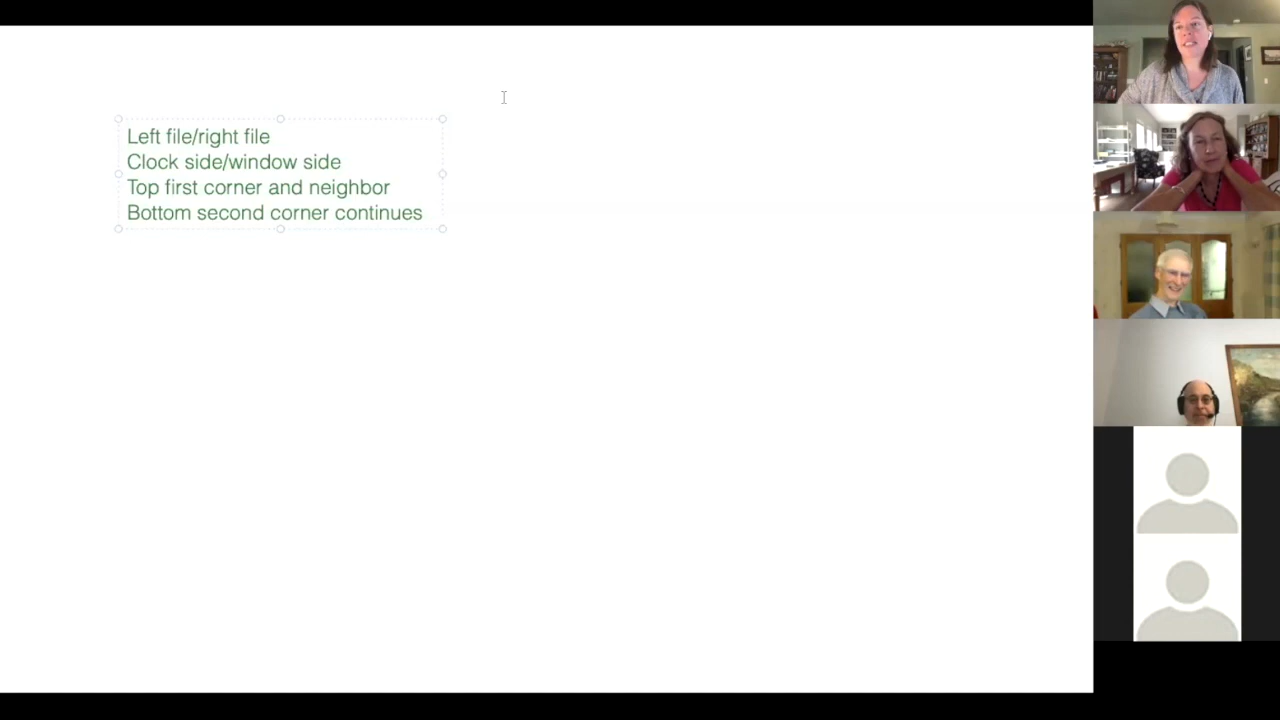 Left file/right file
Clock side/window side
Top first corner and neighbor
Bottom second corner continues